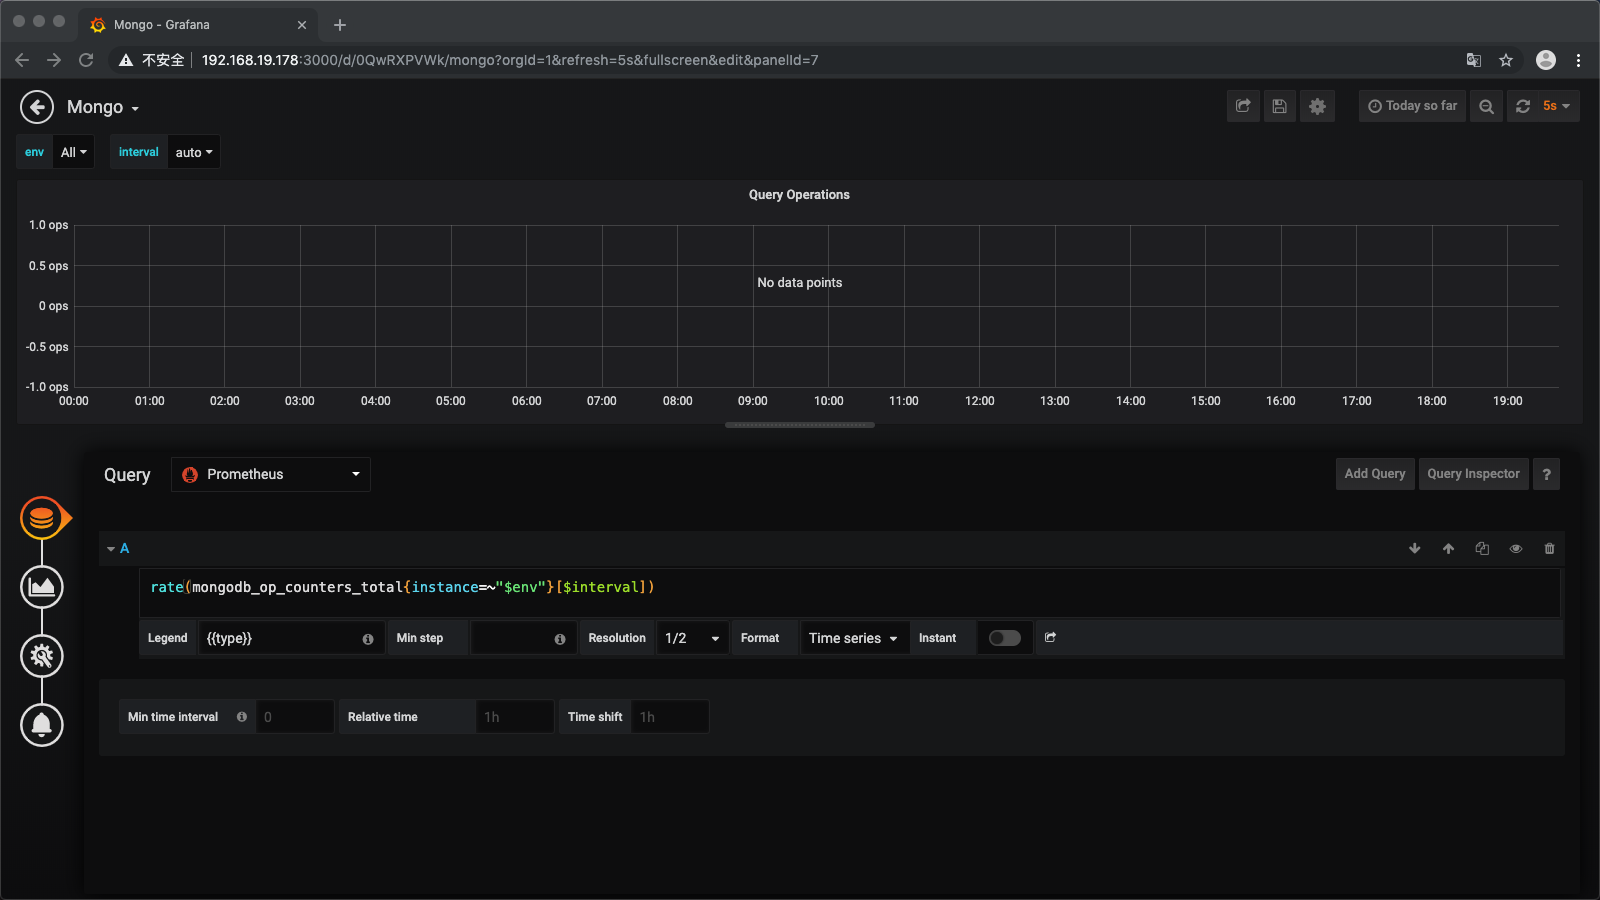 Mongo - Grafana
不安全 192.168.19.178:3000/d/0QwRXPVWk/mongo?orgId=1&refresh=5s&fullscreen&edit&panelId=7
Mongo
Today so far
5s
env All interval auto
Query Operations
1.0 ops
0.5 ops
No data points
0 ops
-0.5 ops
-1.0 ops
00:00 01:00 02:00 03:00 04:00 05:00 06:00 07:00 08:00 09:00 10:00 11:00 12:00 13:00 14:00 15:00 16:00 17:00 18:00 19:00
Query Prometheus Add Query Query Inspector ?
A
rate(mongodb_op_counters_total{instance=~"$env"}[$interval])
Legend {{type}} Min step Resolution 1/2 Format Time series Instant
Min time interval 0 Relative time 1h Time shift 1h